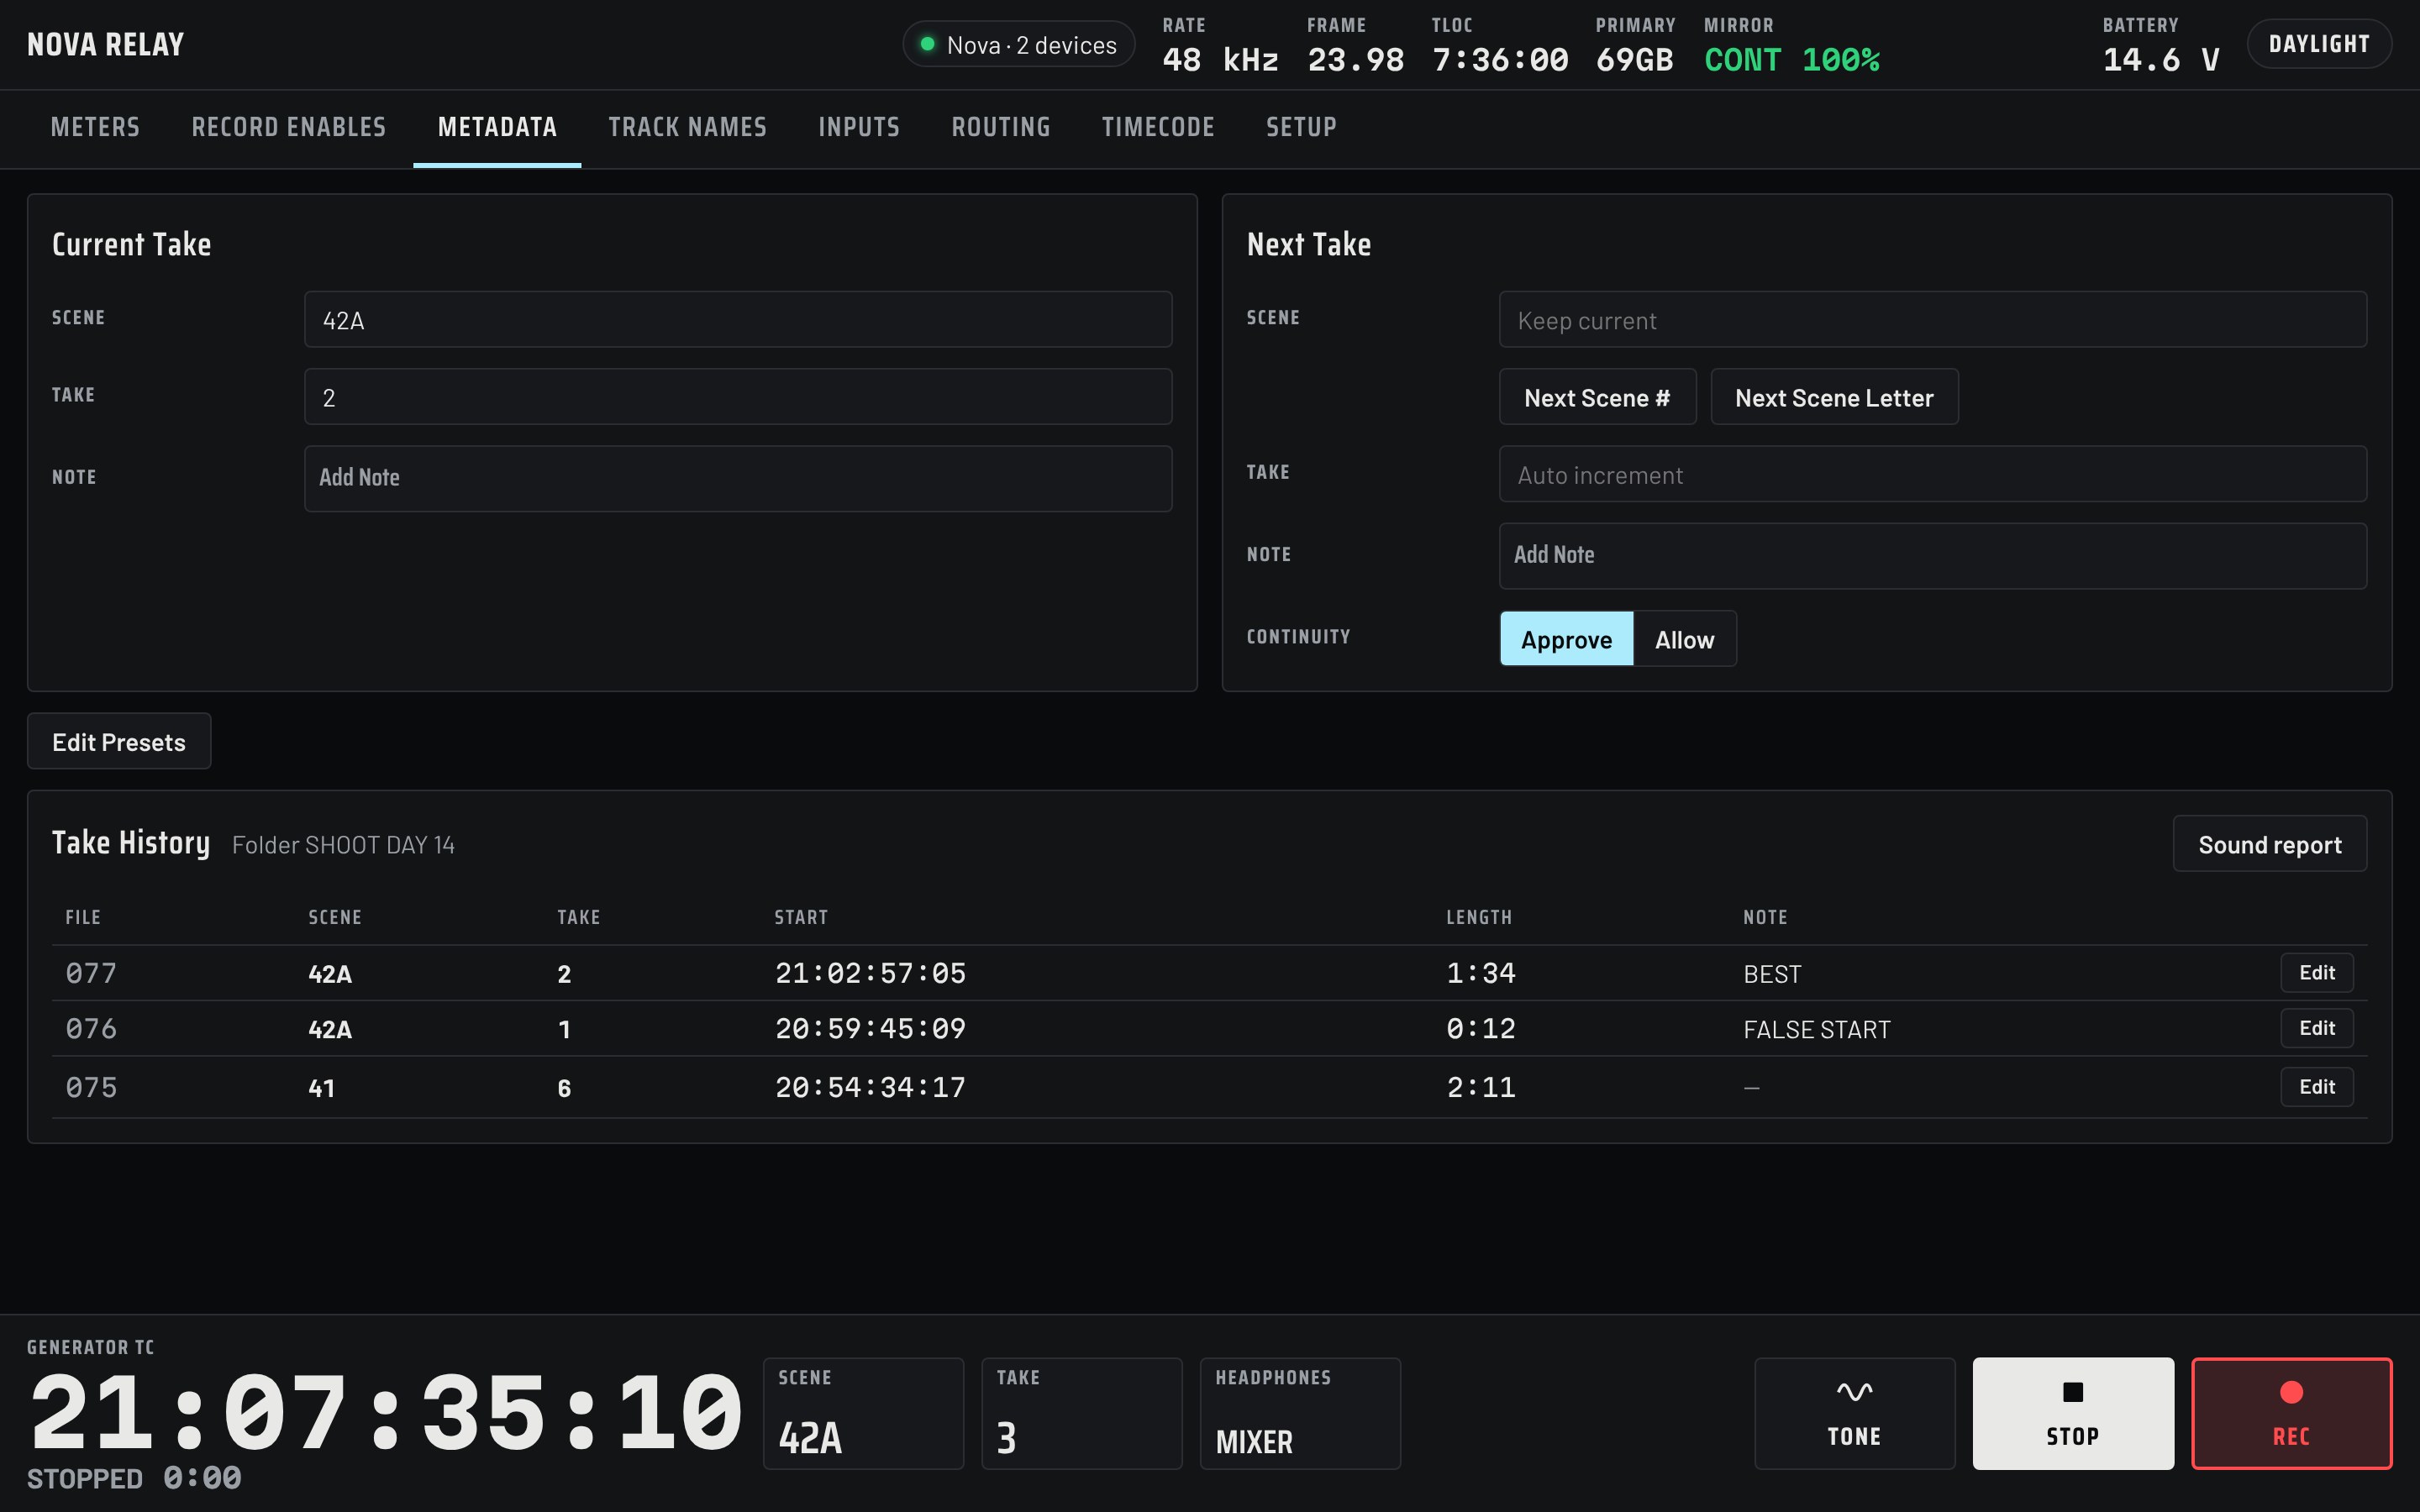 NOVA RELAY
Nova · 2 devices
RATE
48 kHz
FRAME
23.98
TLOC
7:36:00
PRIMARY
69GB
MIRROR
CONT 100%
BATTERY
14.6 V
DAYLIGHT
METERS
RECORD ENABLES
METADATA
TRACK NAMES
INPUTS
ROUTING
TIMECODE
SETUP
Current Take
SCENE
42A
TAKE
2
NOTE
Add Note
Next Take
SCENE
Keep current
Next Scene #
Next Scene Letter
TAKE
Auto increment
NOTE
Add Note
CONTINUITY
Approve
Allow
Edit Presets
Take History
Folder SHOOT DAY 14
Sound report
FILE SCENE TAKE START LENGTH NOTE
077 42A 2 21:02:57:05 1:34 BEST Edit
076 42A 1 20:59:45:09 0:12 FALSE START Edit
075 41 6 20:54:34:17 2:11 – Edit
GENERATOR TC
21:07:35:10
STOPPED 0:00
SCENE
42A
TAKE
3
HEADPHONES
MIXER
TONE
STOP
REC